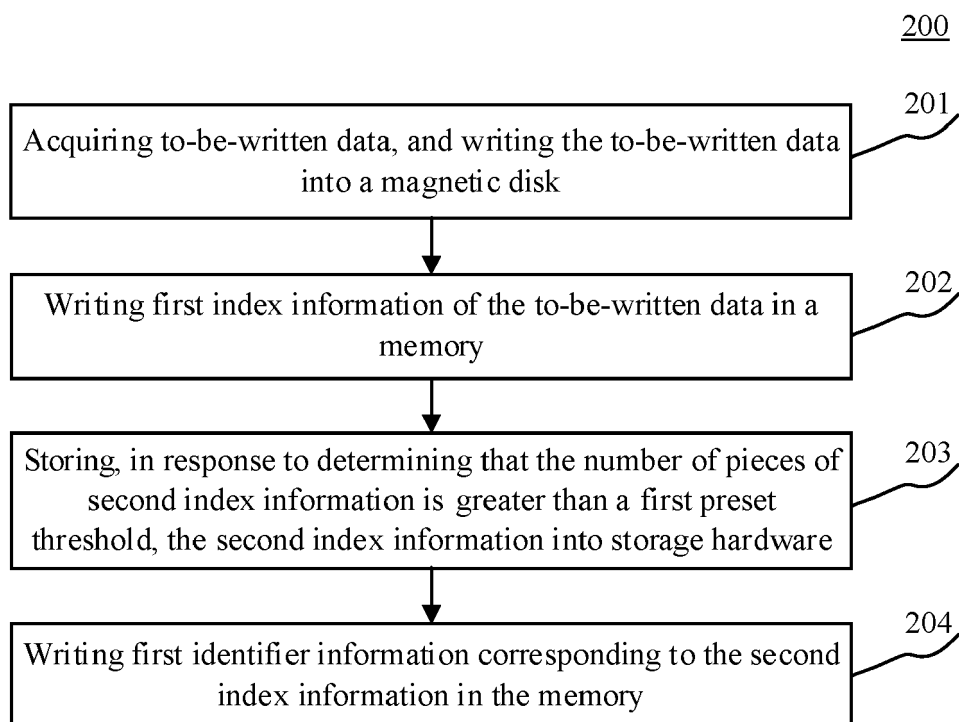 200
201
Acquiring to-be-written data, and writing the to-be-written data
into a magnetic disk
202
Writing first index information of the to-be-written data in a
memory
203
Storing, in response to determining that the number of pieces of
second index information is greater than a first preset
threshold, the second index information into storage hardware
204
Writing first identifier information corresponding to the second
index information in the memory